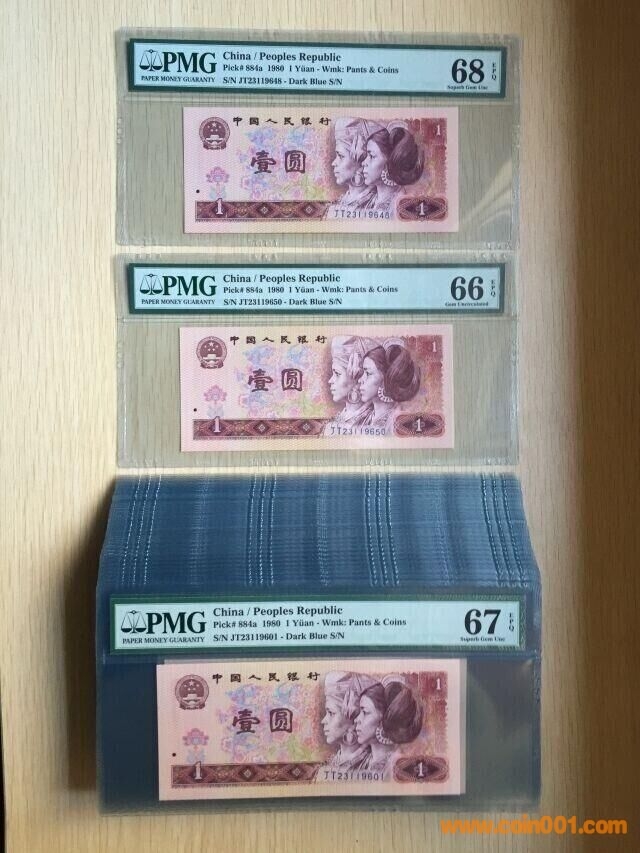 PMG
PAPER MONEY GUARANTY
China / Peoples Republic
Pick# 884a 1980 1 Yüan - Wmk: Pants & Coins
S/N JT23119648 - Dark Blue S/N
68 EPQ
Superb Gem Unc
中国人民银行
1
壹圆
1
JT23119648
1
PMG
PAPER MONEY GUARANTY
China / Peoples Republic
Pick# 884a 1980 1 Yüan - Wmk: Pants & Coins
S/N JT23119650 - Dark Blue S/N
66 EPQ
Gem Uncirculated
中国人民银行
1
壹圆
1
JT23119650
1
PMG
PAPER MONEY GUARANTY
China / Peoples Republic
Pick# 884a 1980 1 Yüan - Wmk: Pants & Coins
S/N JT23119601 - Dark Blue S/N
67 EPQ
Superb Gem Unc
中国人民银行
1
壹圆
1
JT23119601
1
www.coin001.com